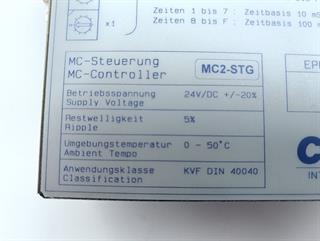 Zeiten 1 bis 7 : Zeitbasis 10 mS
x1
Zeiten 8 bis F : Zeitbasis 100 m
MC-Steuerung
MC-Controller
MC2-STG
Betriebsspannung
Supply Voltage
24V/DC +/-20%
Restwelligkeit
Ripple
5%
Umgebungstemperatur
Ambient Tempo
0 - 50°C
Anwendungsklasse
Classification
KVF DIN 40040
EP
C
INT